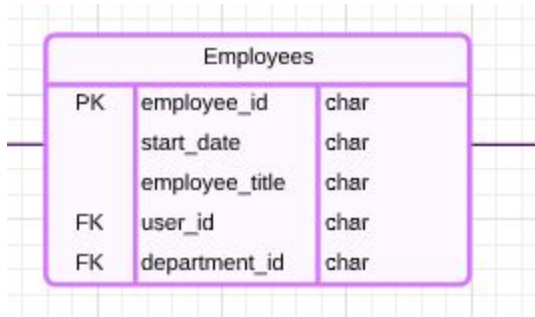 Employees
PK employee_id char
start_date char
employee_title char
FK user_id char
FK department_id char